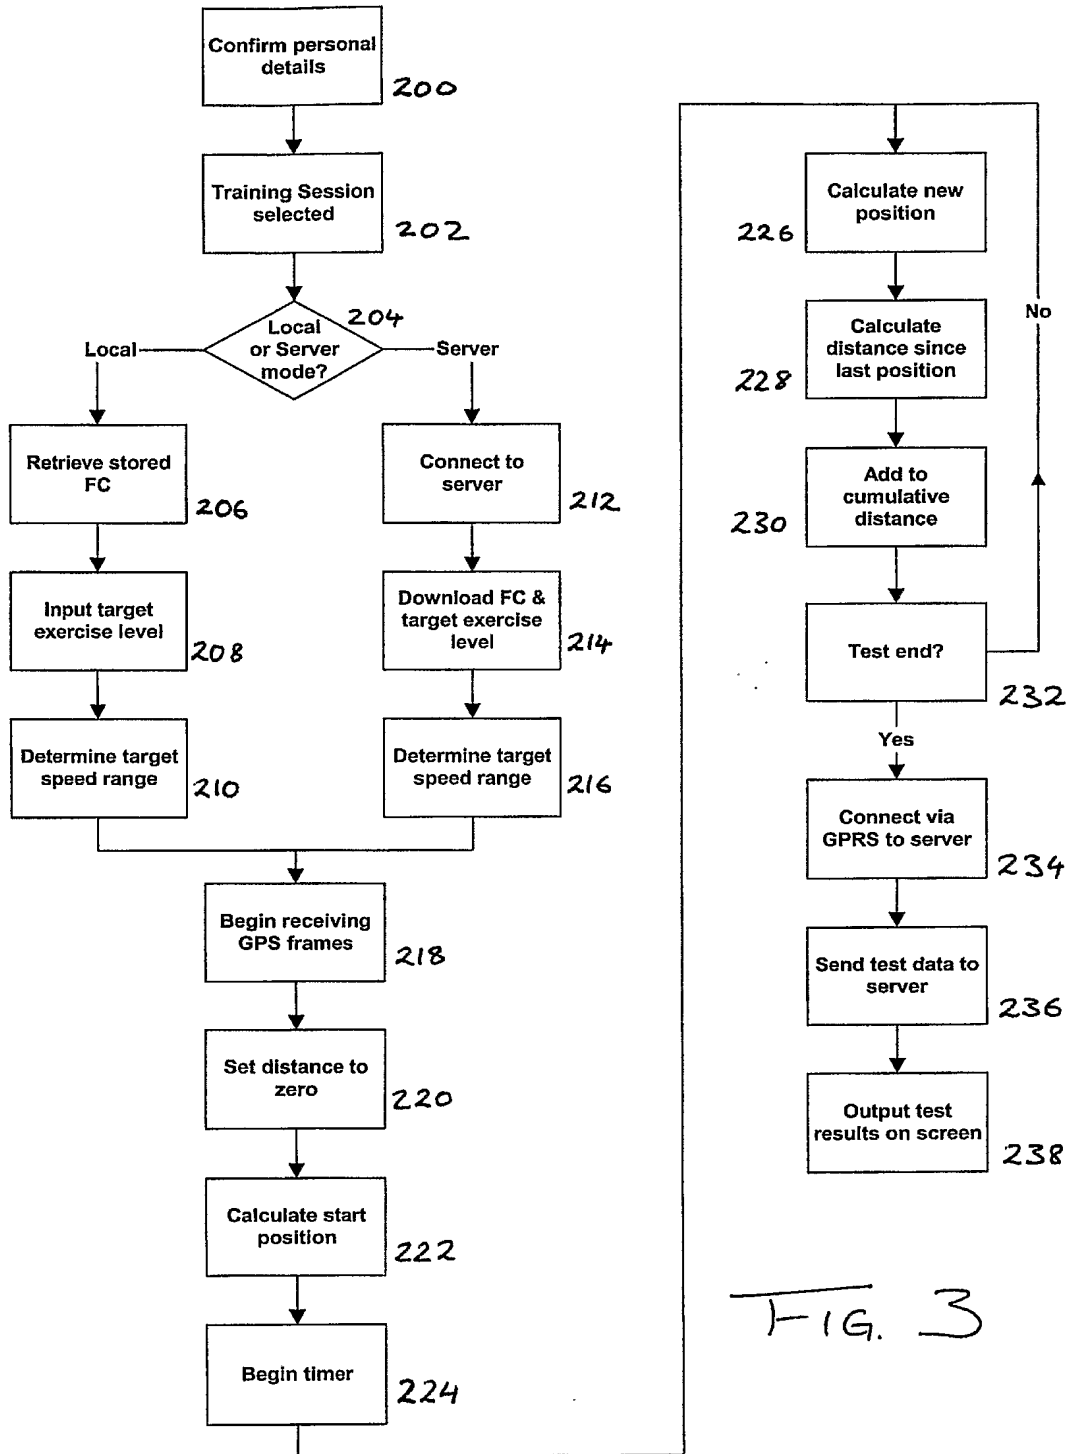 Confirm personal
details
200
Training Session
selected
202
204
Local
or Server
mode?
Local
Server
Retrieve stored
FC
206
Connect to
server
212
Input target
exercise level
208
Download FC &
target exercise
level
214
Determine target
speed range
210
Determine target
speed range
216
Begin receiving
GPS frames
218
Set distance to
zero
220
Calculate start
position
222
Begin timer
224
Calculate new
position
226
No
Calculate
distance since
last position
228
Add to
cumulative
distance
230
Test end?
232
Yes
Connect via
GPRS to server
234
Send test data to
server
236
Output test
results on screen
238
FIG. 3